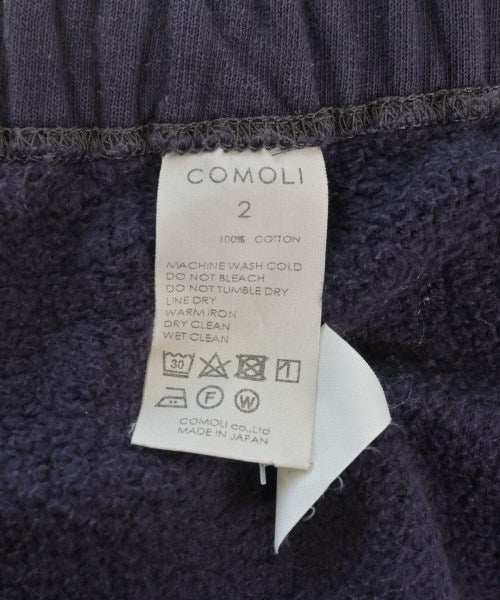 COMOLI
2
100% COTTON
MACHINE WASH COLD
DO NOT BLEACH
DO NOT TUMBLE DRY
LINE DRY
WARM IRON
DRY CLEAN
WET CLEAN
30
F W
COMOLI co.,Ltd
MADE IN JAPAN